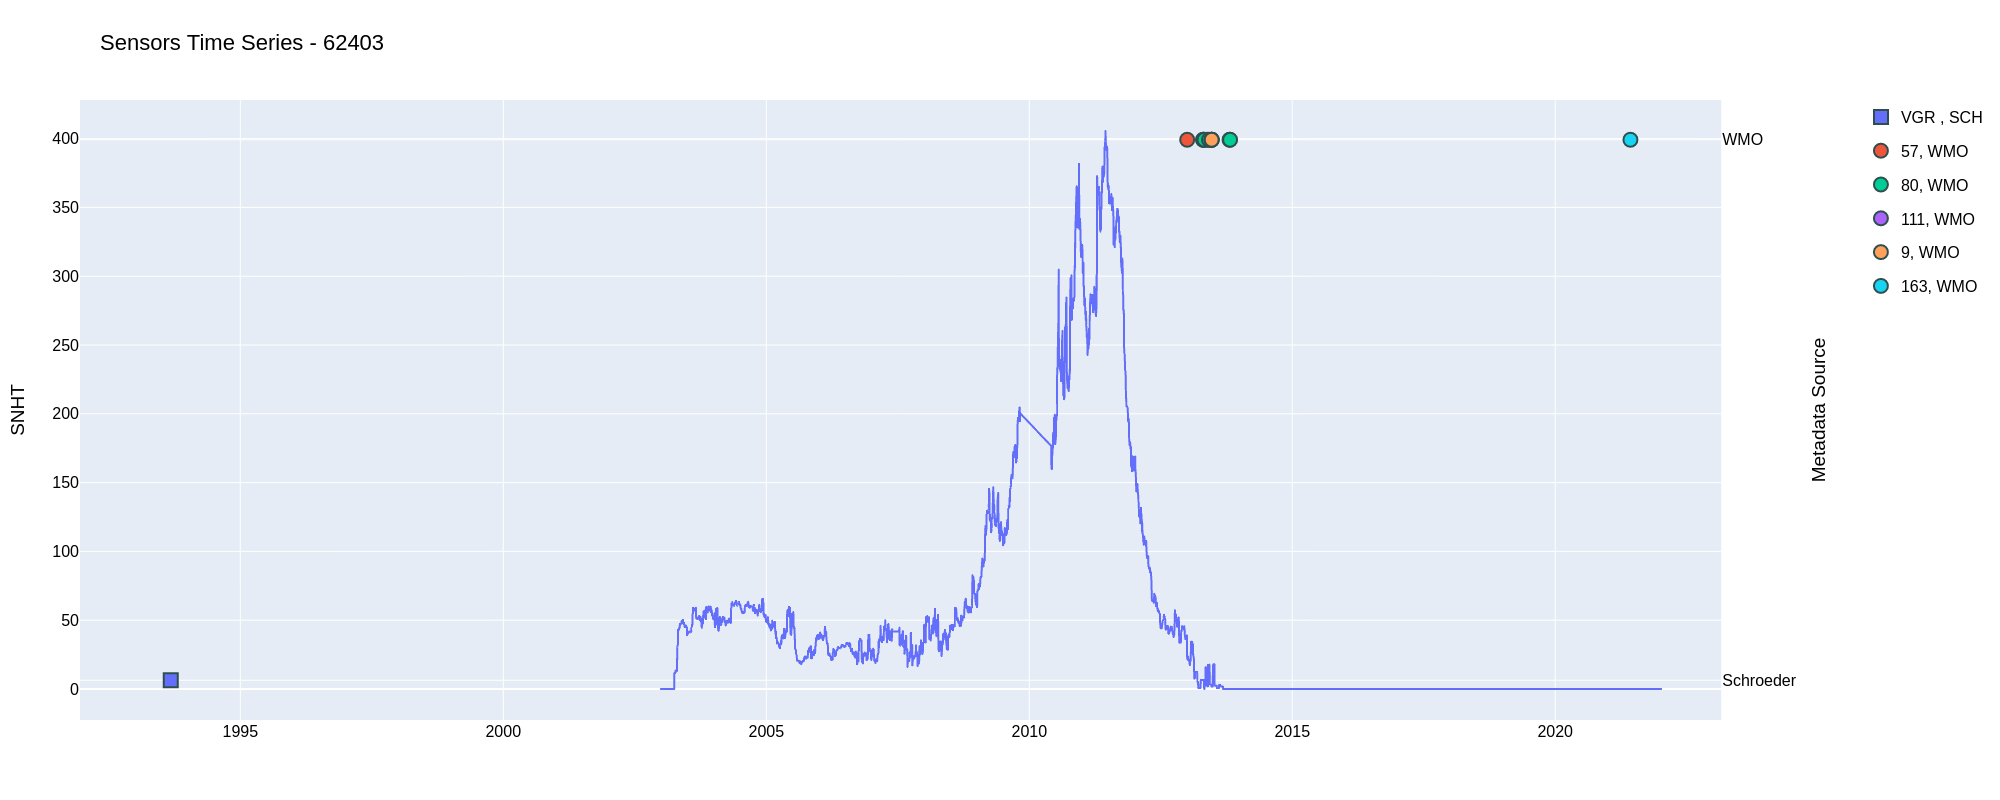 Sensors Time Series - 62403
400
350
300
250
200
150
100
50
0
SNHT
1995
2000
2005
2010
2015
2020
WMO
Schroeder
Metadata Source
VGR , SCH
57, WMO
80, WMO
111, WMO
9, WMO
163, WMO